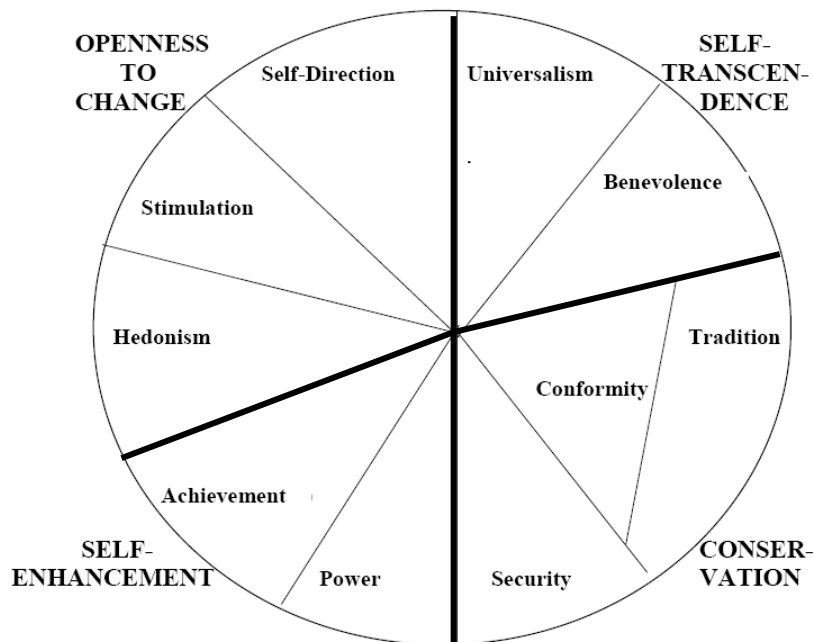 OPENNESS
TO
CHANGE
Self-Direction
Universalism
SELF-
TRANSCEN-
DENCE
Stimulation
Benevolence
Hedonism
Tradition
Conformity
Achievement
SELF-
ENHANCEMENT
Power
Security
CONSER-
VATION